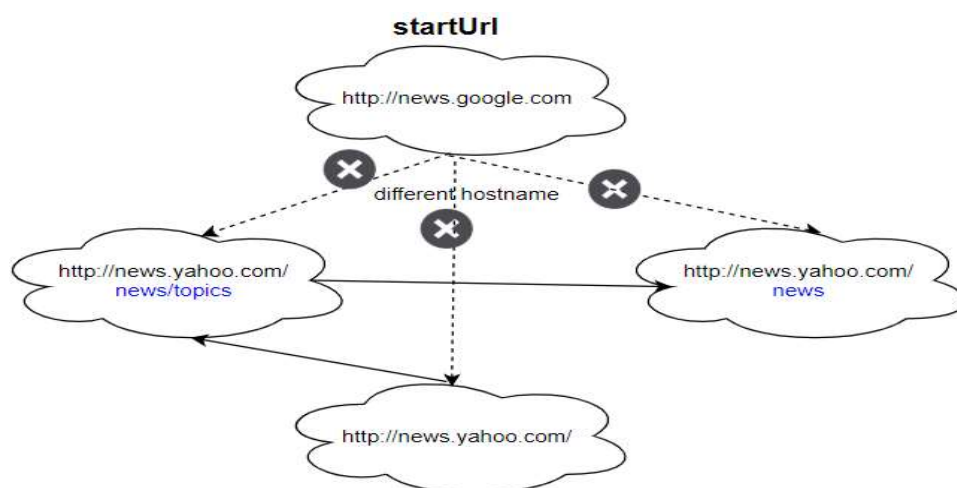 startUrl
http://news.google.com
different hostname
http://news.yahoo.com/
news/topics
http://news.yahoo.com/
news
http://news.yahoo.com/